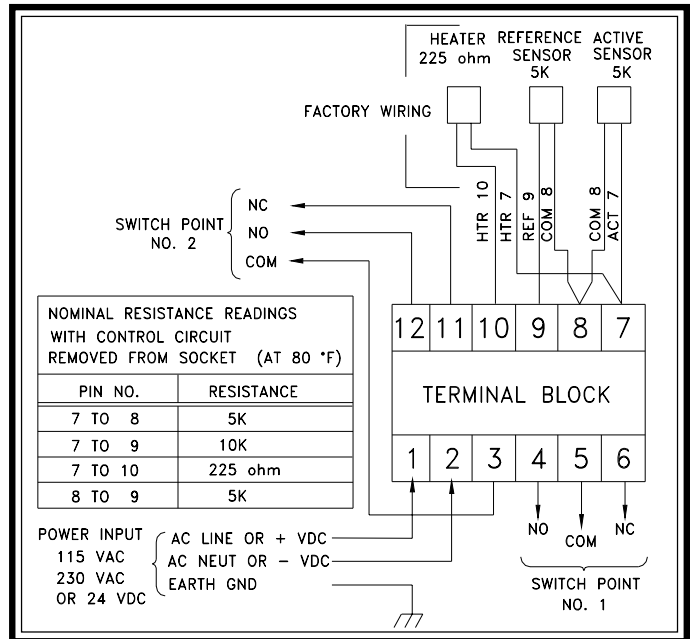 HEATER
225 ohm
REFERENCE
SENSOR
5K
ACTIVE
SENSOR
5K
FACTORY WIRING
HTR 10
HTR 7
REF 9
COM 8
COM 8
ACT 7
SWITCH POINT
NO. 2
NC
NO
COM
NOMINAL RESISTANCE READINGS
WITH CONTROL CIRCUIT
REMOVED FROM SOCKET (AT 80 °F)
PIN NO. RESISTANCE
7 TO 8 5K
7 TO 9 10K
7 TO 10 225 ohm
8 TO 9 5K
12 11 10 9 8 7
TERMINAL BLOCK
1 2 3 4 5 6
NO
COM
NC
SWITCH POINT
NO. 1
POWER INPUT
115 VAC
230 VAC
OR 24 VDC
AC LINE OR + VDC
AC NEUT OR - VDC
EARTH GND